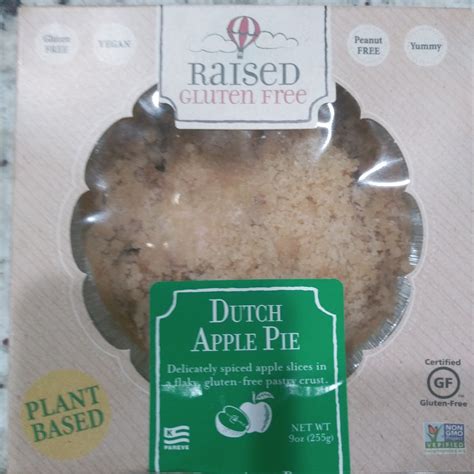 Gluten
FREE
VEGAN
RAISED
GLUTEN FREE
Peanut
FREE
Yummy
DUTCH
APPLE PIE
Delicately spiced apple slices in
a flaky, gluten-free pastry crust.
NET WT
9oz (255g)
PLANT
BASED
K
PAREVE
Certified
GF
Gluten-Free
NON
GMO
Project
VERIFIED